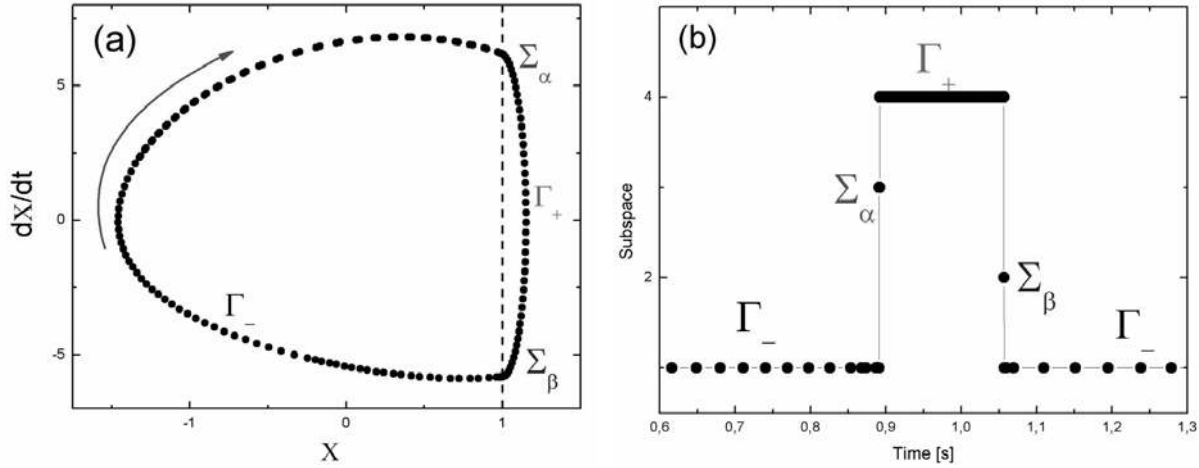 (a)
5
0
-5
-1
0
1
X
dX/dt
Σα
Γ+
Γ−
Σβ
(b)
4
2
Subspace
Γ+
Σα
Σβ
Γ−
Γ−
0,6 0,7 0,8 0,9 1,0 1,1 1,2 1,3
Time [s]